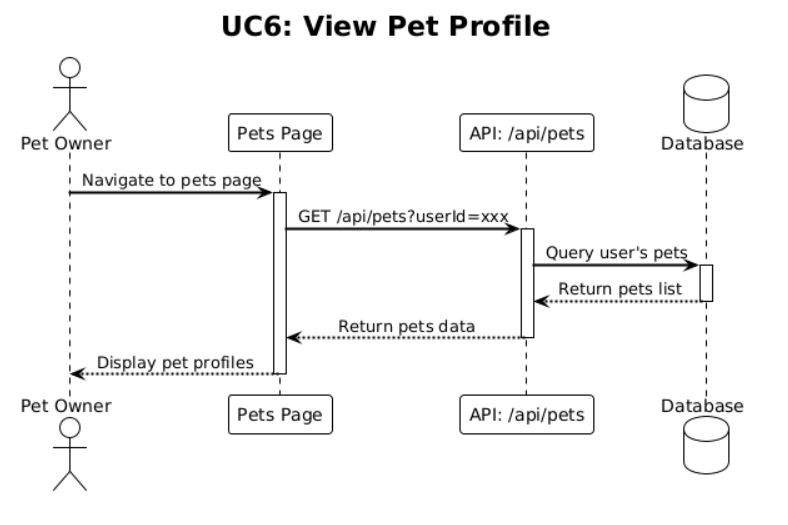 UC6: View Pet Profile
Pet Owner
Pets Page
API: /api/pets
Database
Navigate to pets page
GET /api/pets?userId=xxx
Query user's pets
Return pets list
Return pets data
Display pet profiles
Pet Owner
Pets Page
API: /api/pets
Database